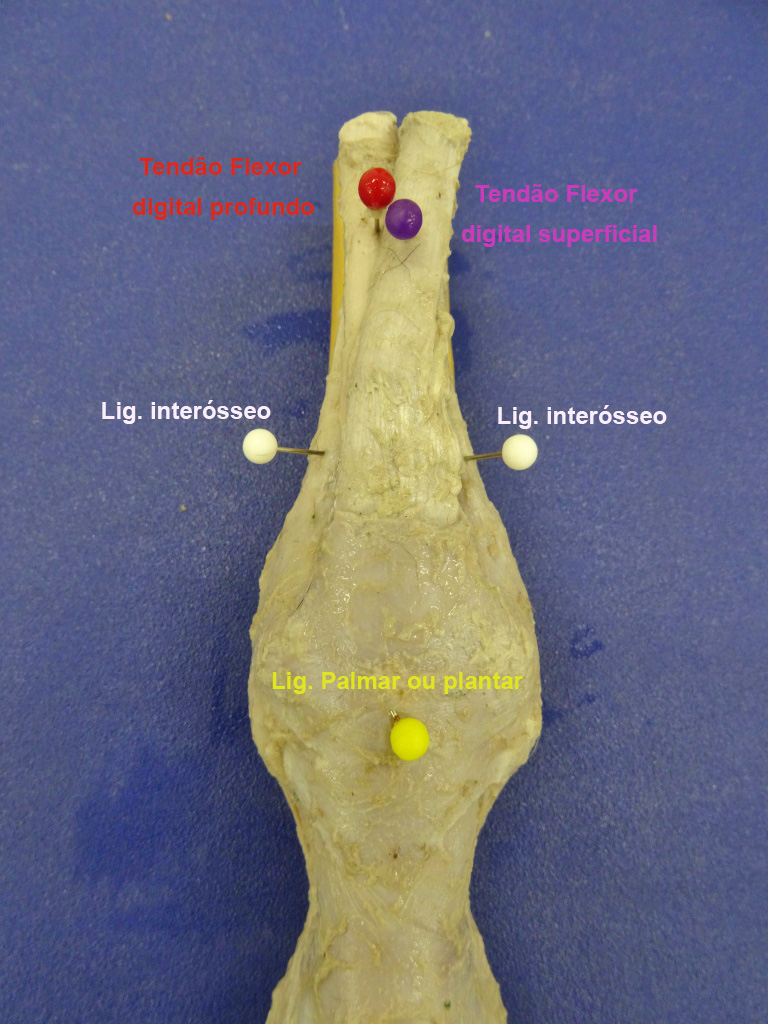 Tendão Flexor
digital profundo
Tendão Flexor
digital superficial
Lig. interósseo
Lig. interósseo
Lig. Palmar ou plantar